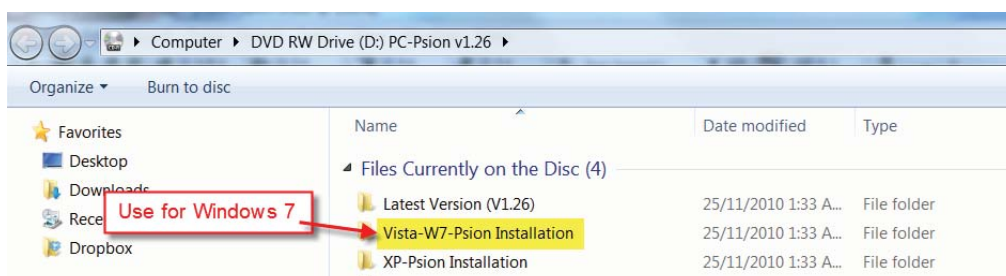 Computer ▸ DVD RW Drive (D:) PC-Psion v1.26 ▸
Organize ▾ Burn to disc
Favorites
Desktop
Downloads
Rece
Dropbox
Use for Windows 7
Name Date modified Type
Files Currently on the Disc (4)
Latest Version (V1.26) 25/11/2010 1:33 A... File folder
Vista-W7-Psion Installation 25/11/2010 1:33 A... File folder
XP-Psion Installation 25/11/2010 1:33 A... File folder